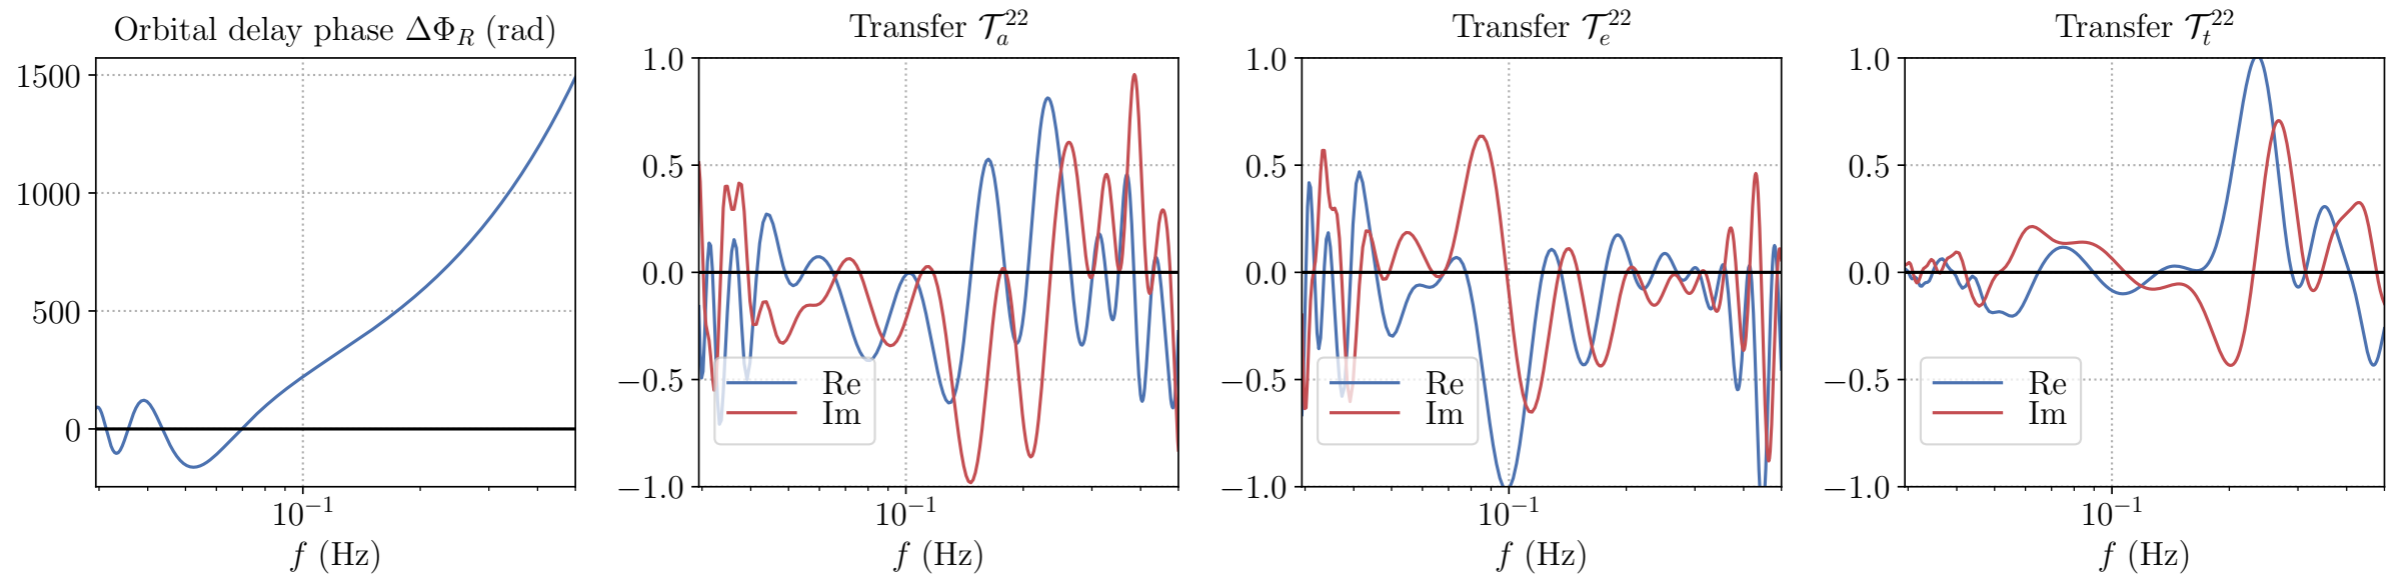 Orbital delay phase ΔΦ_R (rad)
1500
1000
500
0
10⁻¹
f (Hz)
Transfer 𝒯_a^22
1.0
0.5
0.0
−0.5
−1.0
Re
Im
10⁻¹
f (Hz)
Transfer 𝒯_e^22
1.0
0.5
0.0
−0.5
−1.0
Re
Im
10⁻¹
f (Hz)
Transfer 𝒯_t^22
1.0
0.5
0.0
−0.5
−1.0
Re
Im
10⁻¹
f (Hz)